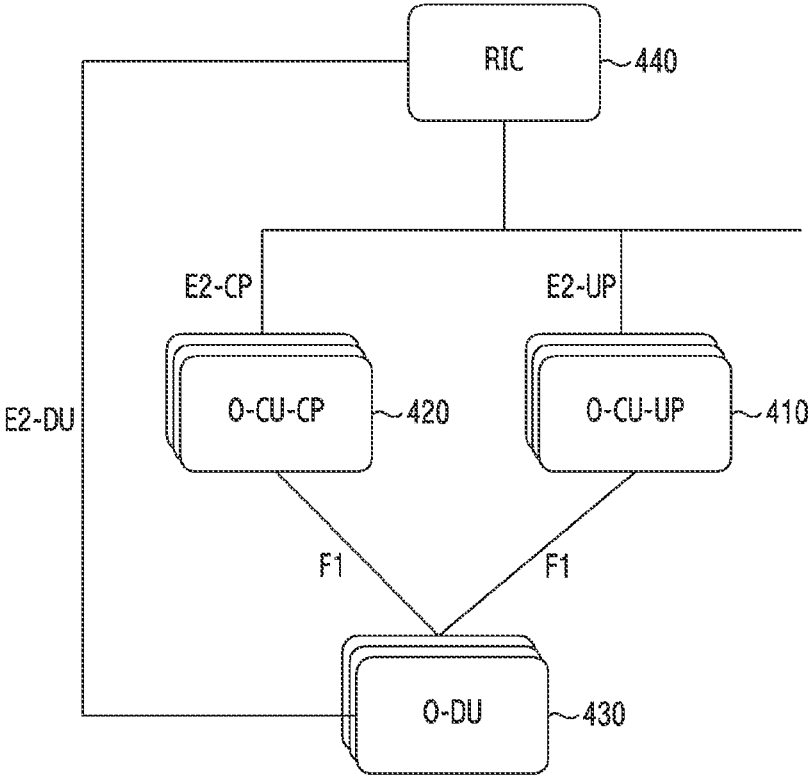 RIC
440
E2-CP
E2-UP
O-CU-CP
420
O-CU-UP
410
E2-DU
F1
F1
O-DU
430